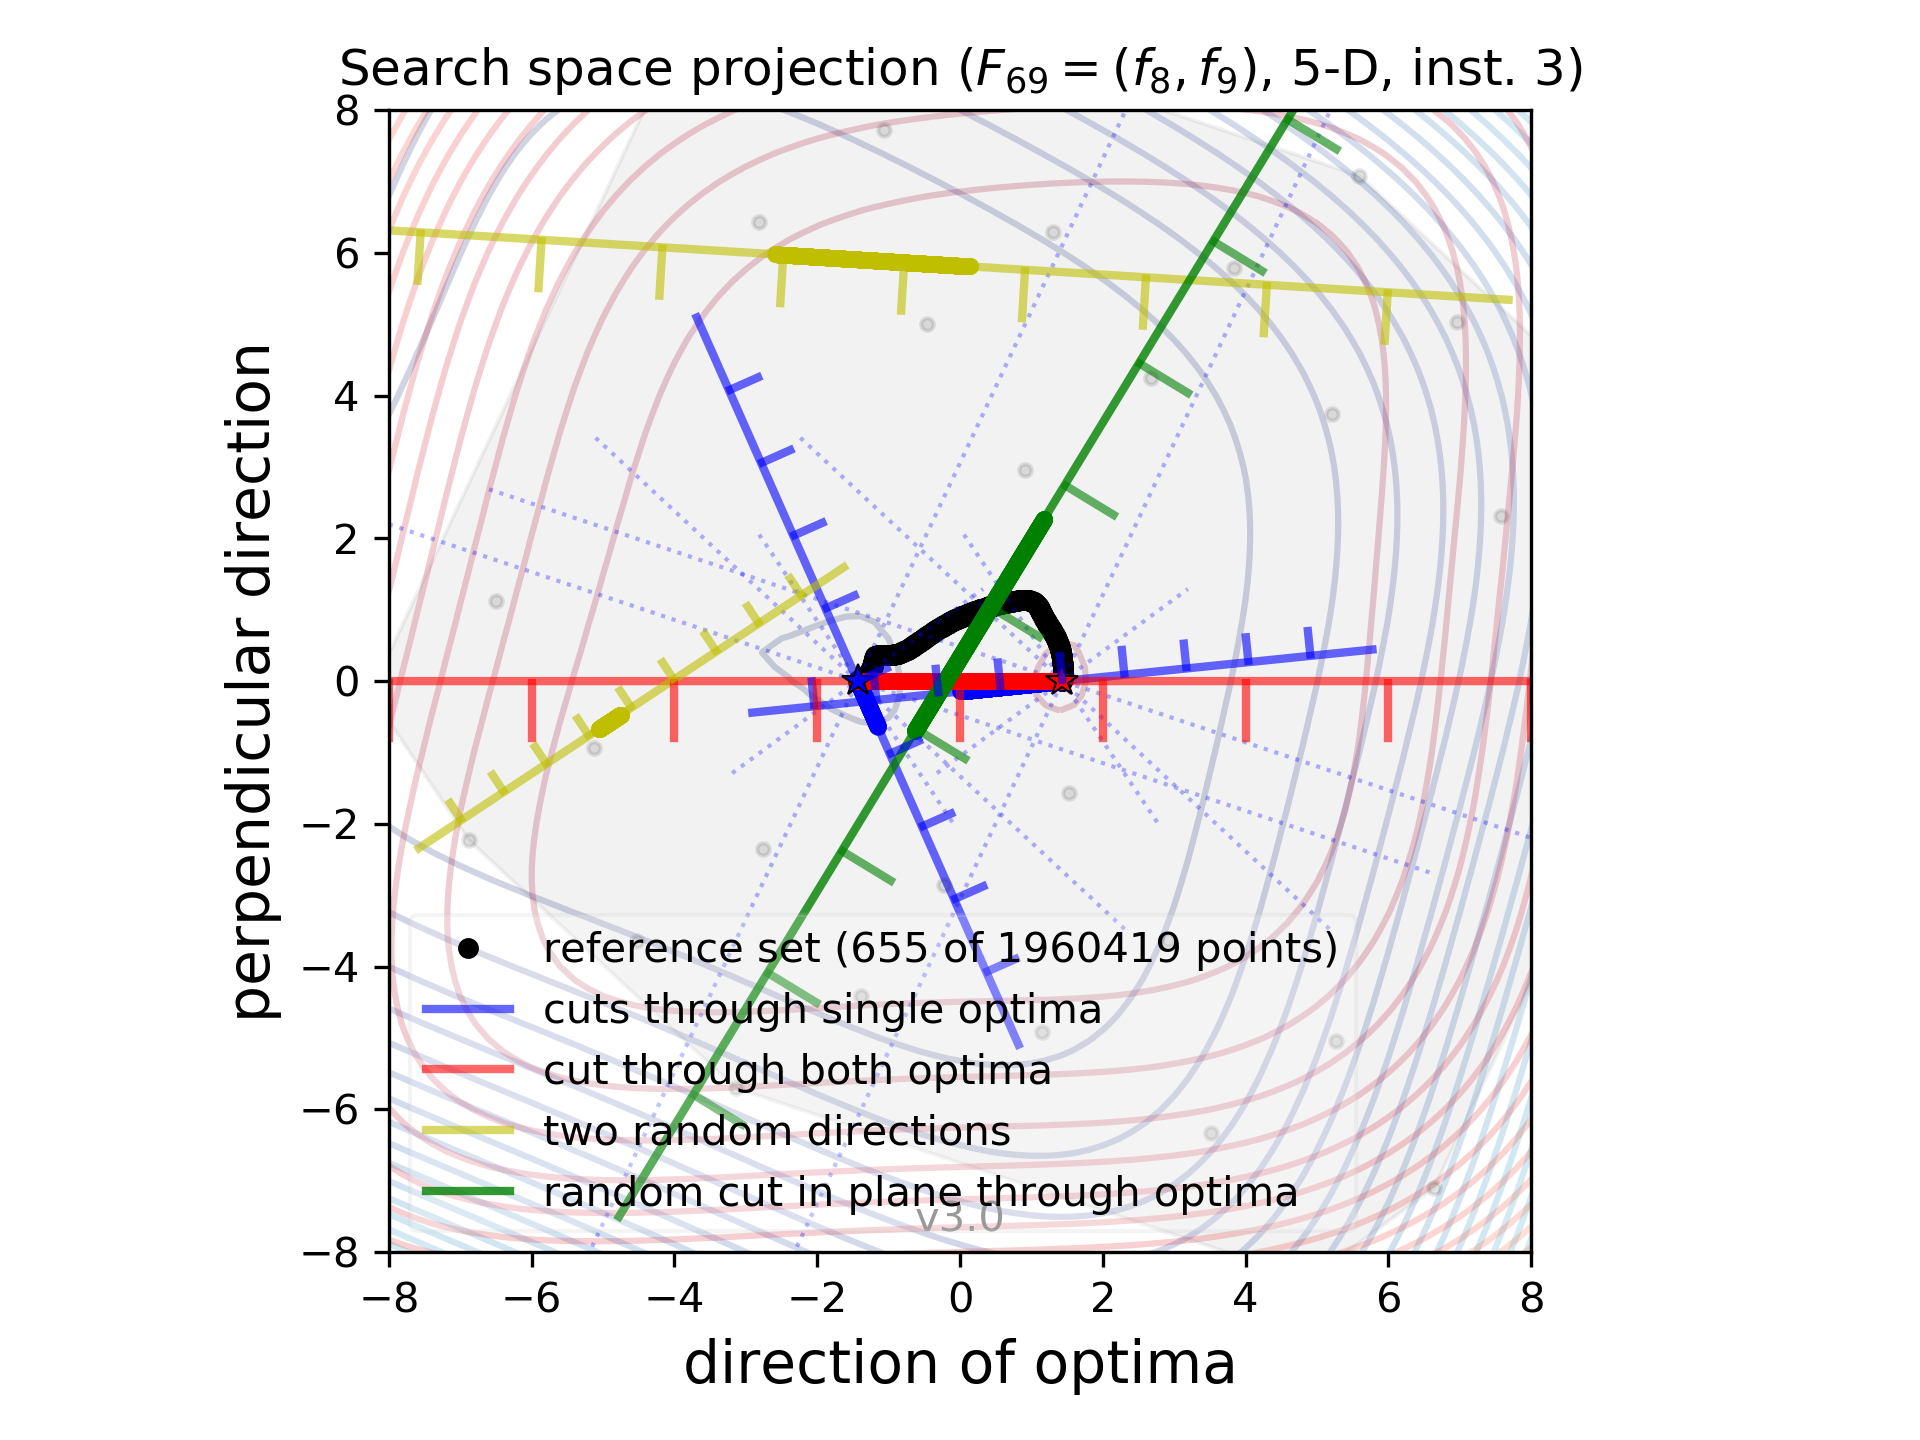 Search space projection (F69 = (f8, f9), 5-D, inst. 3)
perpendicular direction
8
6
4
2
0
−2
−4
−6
−8
reference set (655 of 1960419 points)
cuts through single optima
cut through both optima
two random directions
random cut in plane through optima
v3.0
−8 −6 −4 −2 0 2 4 6 8
direction of optima